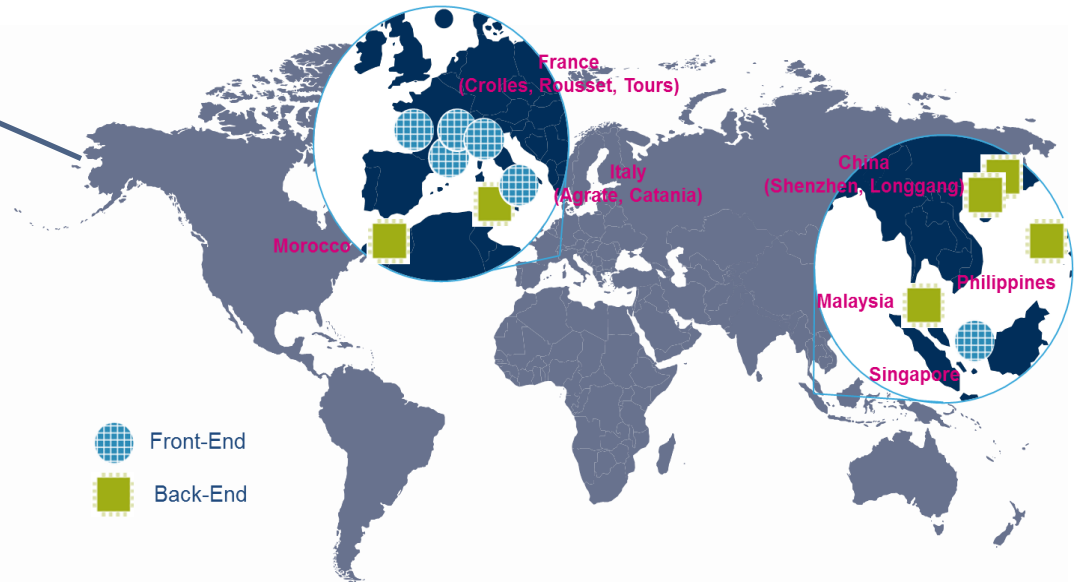 France
(Crolles, Rousset, Tours)
Italy
(Agrate, Catania)
Morocco
China
(Shenzhen, Longgang)
Philippines
Malaysia
Singapore
Front-End
Back-End